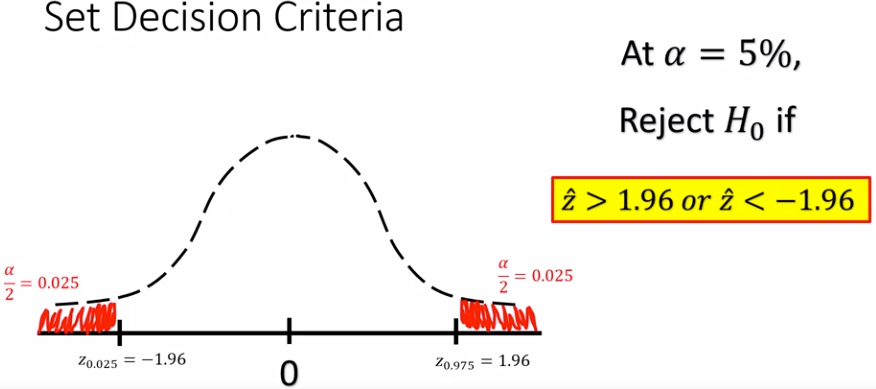 Set Decision Criteria
At α = 5%,
Reject H₀ if
ẑ > 1.96 or ẑ < −1.96
α/2 = 0.025
α/2 = 0.025
z₀.₀₂₅ = −1.96
0
z₀.₉₇₅ = 1.96